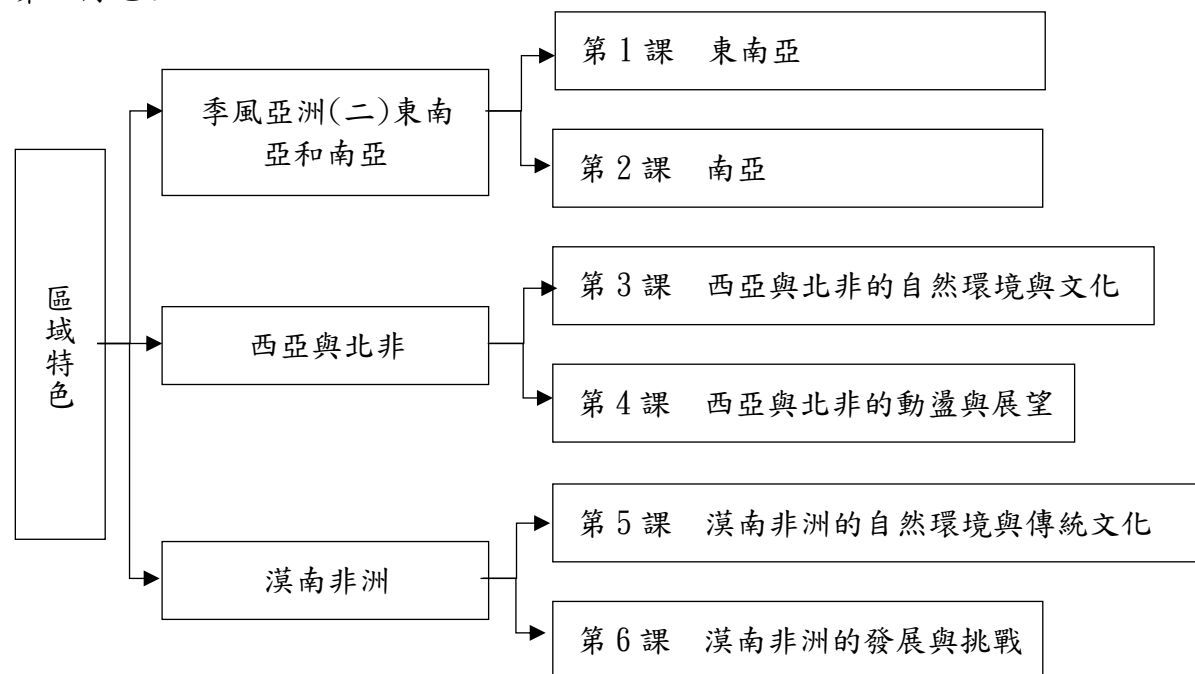 季風亞洲(二)東南
亞和南亞
第1課 東南亞
第2課 南亞
區域特色
西亞與北非
第3課 西亞與北非的自然環境與文化
第4課 西亞與北非的動盪與展望
漠南非洲
第5課 漠南非洲的自然環境與傳統文化
第6課 漠南非洲的發展與挑戰